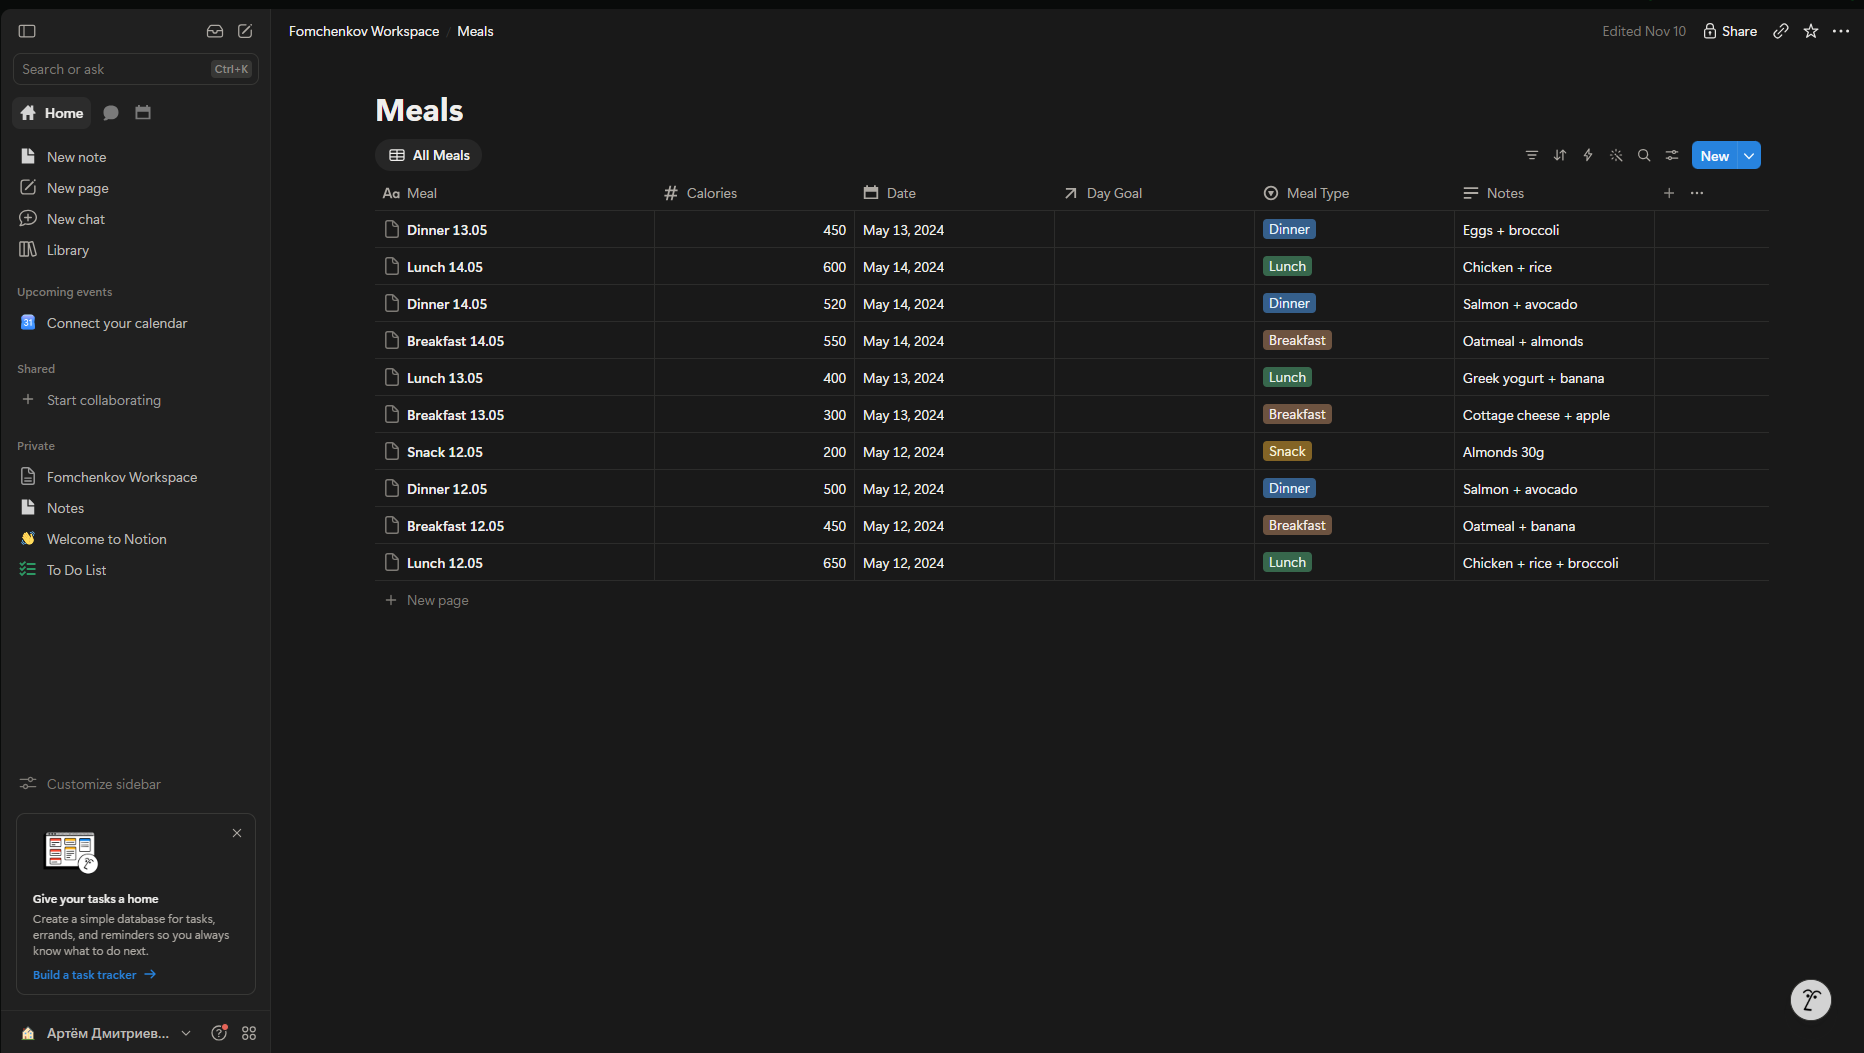 Fomchenkov Workspace / Meals
Edited Nov 10
Share
Search or ask
Ctrl+K
Home
New note
New page
New chat
Library
Upcoming events
31
Connect your calendar
Shared
Start collaborating
Private
Fomchenkov Workspace
Notes
Welcome to Notion
To Do List
Customize sidebar
Give your tasks a home
Create a simple database for tasks,
errands, and reminders so you always
know what to do next.
Build a task tracker →
Артём Дмитриев...
Meals
All Meals
New
Aa Meal Calories Date Day Goal Meal Type Notes
Dinner 13.05 450 May 13, 2024 Dinner Eggs + broccoli
Lunch 14.05 600 May 14, 2024 Lunch Chicken + rice
Dinner 14.05 520 May 14, 2024 Dinner Salmon + avocado
Breakfast 14.05 550 May 14, 2024 Breakfast Oatmeal + almonds
Lunch 13.05 400 May 13, 2024 Lunch Greek yogurt + banana
Breakfast 13.05 300 May 13, 2024 Breakfast Cottage cheese + apple
Snack 12.05 200 May 12, 2024 Snack Almonds 30g
Dinner 12.05 500 May 12, 2024 Dinner Salmon + avocado
Breakfast 12.05 450 May 12, 2024 Breakfast Oatmeal + banana
Lunch 12.05 650 May 12, 2024 Lunch Chicken + rice + broccoli
+ New page